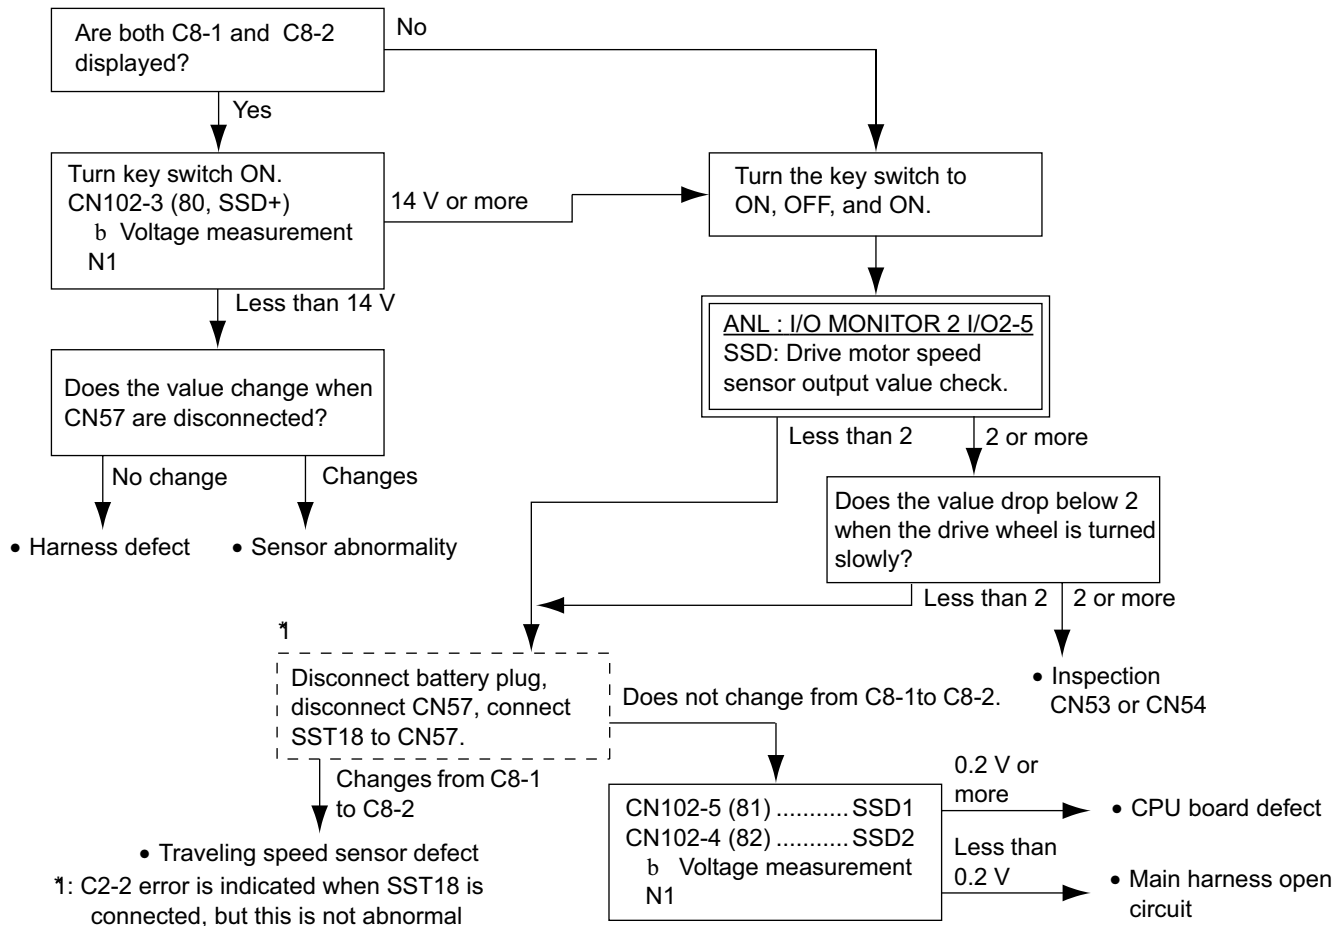 Are both C8-1 and C8-2
displayed?
No
Yes
Turn key switch ON.
CN102-3 (80, SSD+)
b Voltage measurement
N1
14 V or more
Turn the key switch to
ON, OFF, and ON.
Less than 14 V
ANL : I/O MONITOR 2 I/O2-5
SSD: Drive motor speed
sensor output value check.
Does the value change when
CN57 are disconnected?
Less than 2
2 or more
No change
Changes
Does the value drop below 2
when the drive wheel is turned
slowly?
• Harness defect
• Sensor abnormality
Less than 2
2 or more
*1
Disconnect battery plug,
disconnect CN57, connect
SST18 to CN57.
Does not change from C8-1to C8-2.
• Inspection
CN53 or CN54
Changes from C8-1
to C8-2
CN102-5 (81) ........... SSD1
CN102-4 (82) ........... SSD2
b Voltage measurement
N1
0.2 V or
more
• CPU board defect
Less than
0.2 V
• Main harness open
circuit
• Traveling speed sensor defect
*1: C2-2 error is indicated when SST18 is
connected, but this is not abnormal